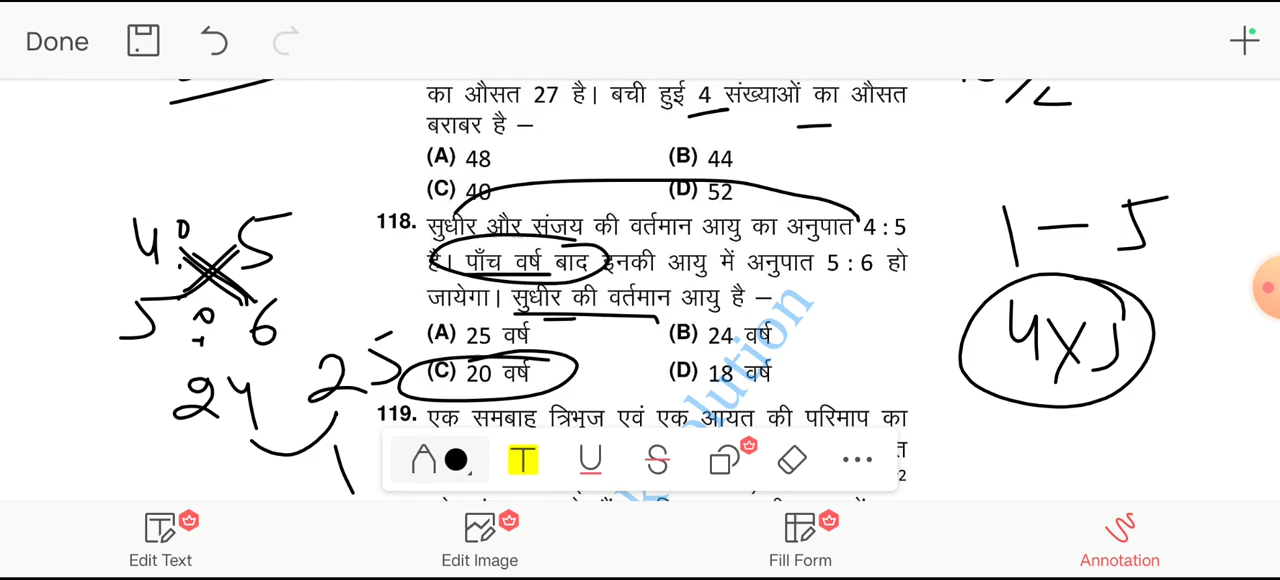 Done
का औसत 27 है। बची हुई 4 संख्याओं का औसत
बराबर है –
(A) 48
(B) 44
(C) 40
(D) 52
118. सुधीर और संजय की वर्तमान आयु का अनुपात 4 : 5
है। पाँच वर्ष बाद इनकी आयु में अनुपात 5 : 6 हो
जायेगा। सुधीर की वर्तमान आयु है –
(A) 25 वर्ष
(B) 24 वर्ष
(C) 20 वर्ष
(D) 18 वर्ष
119. एक समबाहु त्रिभुज एवं एक आयत की परिमाप का
4 : 5
5 : 6
24 25
1
1 – 5
4 x 5
T
U
S
Edit Text
Edit Image
Fill Form
Annotation